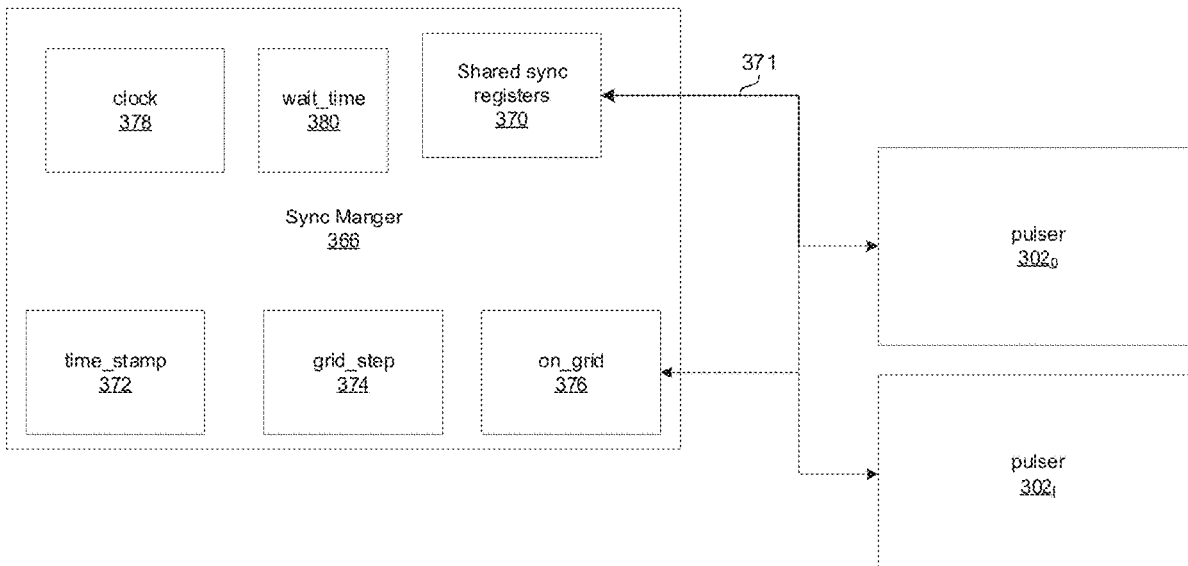 clock
378
wait_time
380
Shared sync
registers
370
371
Sync Manger
366
pulser
302₀
time_stamp
372
grid_step
374
on_grid
376
pulser
302ₗ